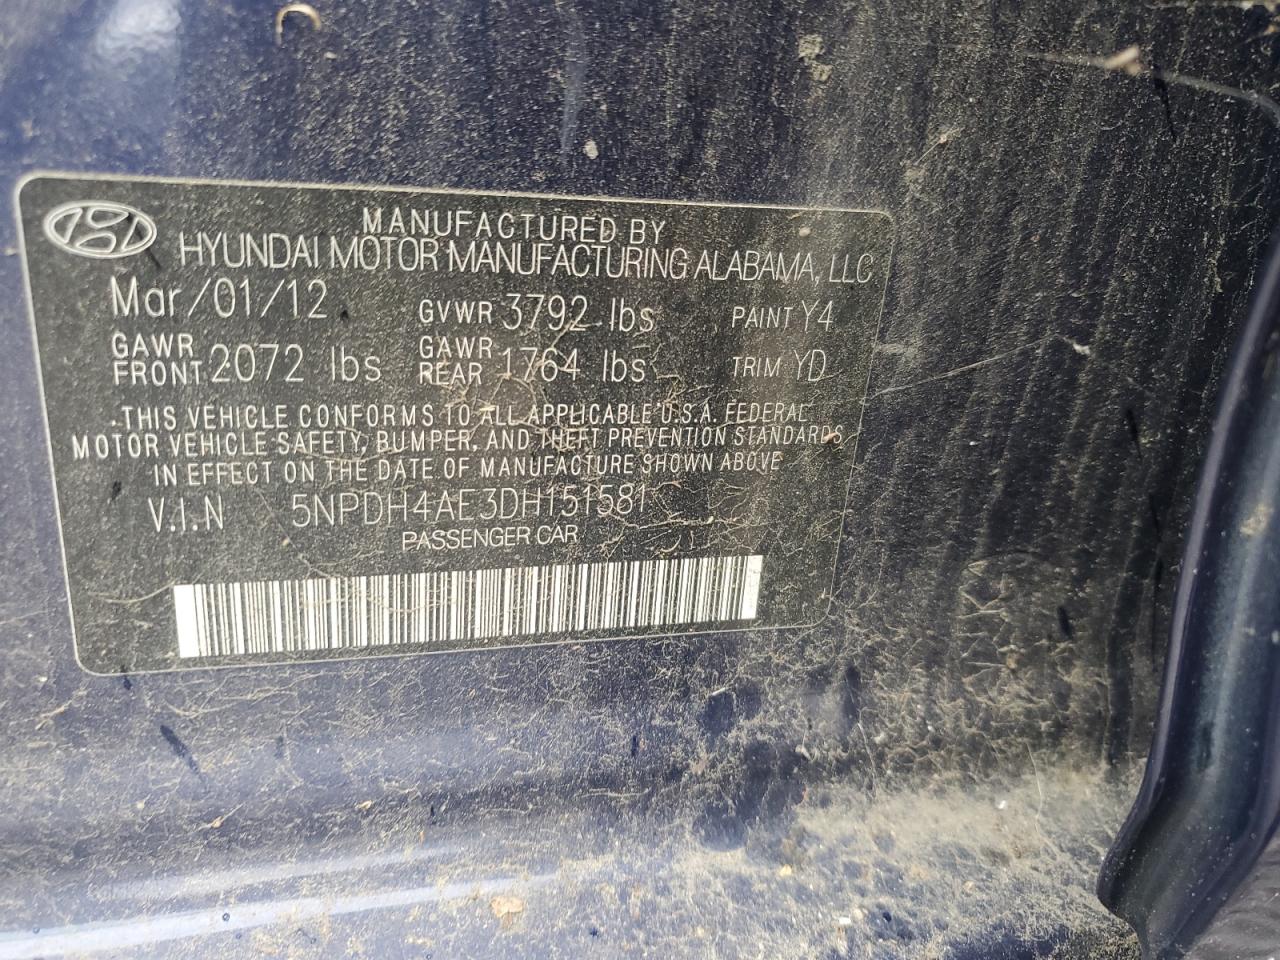 MANUFACTURED BY
HYUNDAI MOTOR MANUFACTURING ALABAMA, LLC
Mar/01/12 GVWR 3792 lbs PAINT Y4
GAWR FRONT 2072 lbs GAWR REAR 1764 lbs TRIM YD
THIS VEHICLE CONFORMS TO ALL APPLICABLE U.S.A. FEDERAL
MOTOR VEHICLE SAFETY, BUMPER, AND THEFT PREVENTION STANDARDS
IN EFFECT ON THE DATE OF MANUFACTURE SHOWN ABOVE
V.I.N 5NPDH4AE3DH151581
PASSENGER CAR